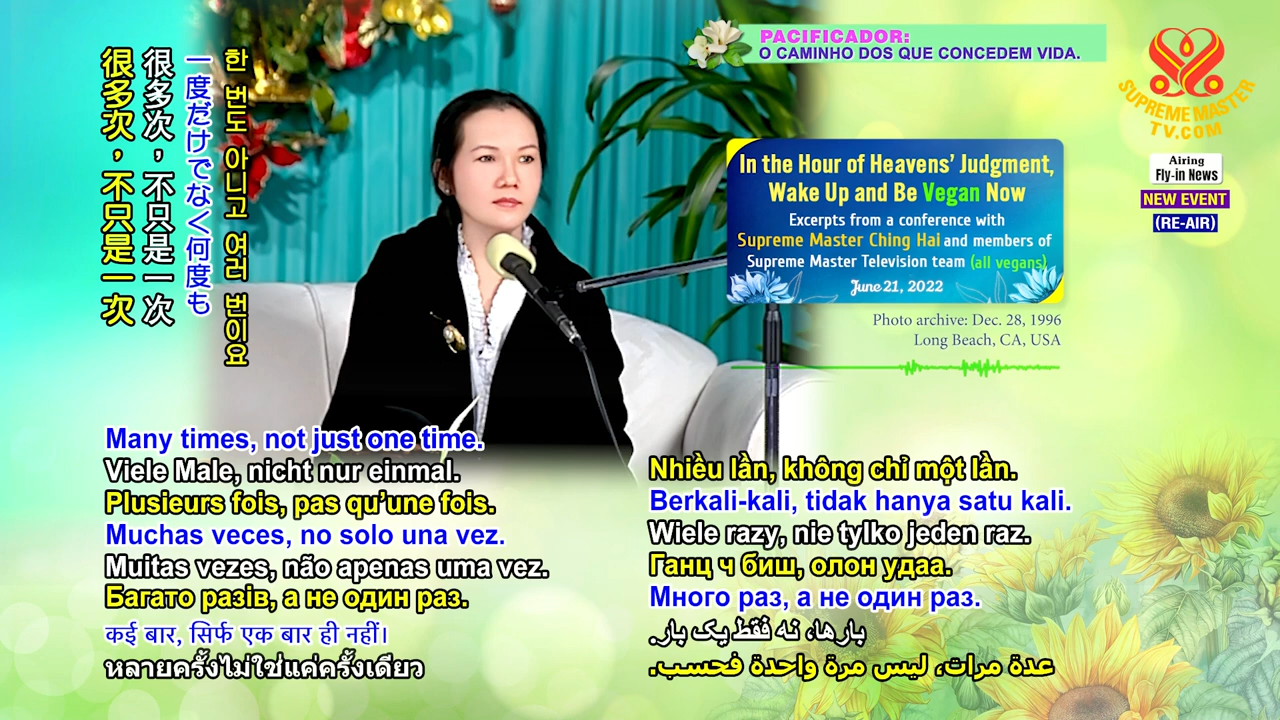 PACIFICADOR:
O CAMINHO DOS QUE CONCEDEM VIDA.
SUPREME MASTER
TV.COM
Airing
Fly-in News
NEW EVENT
(RE-AIR)
In the Hour of Heavens' Judgment,
Wake Up and Be Vegan Now
Excerpts from a conference with
Supreme Master Ching Hai and members of
Supreme Master Television team (all vegans)
June 21, 2022
Photo archive: Dec. 28, 1996
Long Beach, CA, USA
한 번도 아니고 여러 번이요
一度だけでなく何度も
很多次，不只是一次
很多次，不只是一次
Many times, not just one time.
Viele Male, nicht nur einmal.
Plusieurs fois, pas qu’une fois.
Muchas veces, no solo una vez.
Muitas vezes, não apenas uma vez.
Багато разів, а не один раз.
कई बार, सिर्फ एक बार ही नहीं।
หลายครั้งไม่ใช่แค่ครั้งเดียว
Nhiều lần, không chỉ một lần.
Berkali-kali, tidak hanya satu kali.
Wiele razy, nie tylko jeden raz.
Ганц ч биш, олон удаа.
Много раз, а не один раз.
بارها، نه فقط یک بار.
عدة مرات، ليس مرة واحدة فحسب.